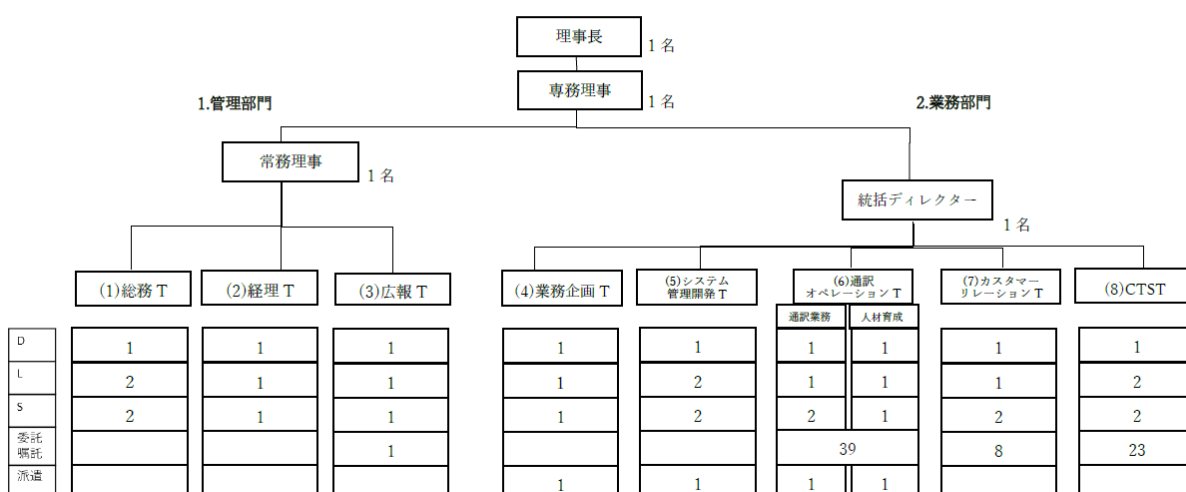 理事長
1 名
専務理事
1 名
1.管理部門
2.業務部門
常務理事
1 名
統括ディレクター
1 名
(1)総務 T
(2)経理 T
(3)広報 T
(4)業務企画 T
(5)システム
管理開発 T
(6)通訳
オペレーション T
(7)カスタマー
リレーション T
(8)CTST
通訳業務 人材育成
D 1 1 1 1 1 1 1 1 1
L 2 1 1 1 2 1 1 1 2
S 2 1 1 1 2 2 1 2 2
委託
嘱託 1 39 8 23
派遣 1 1 1 1